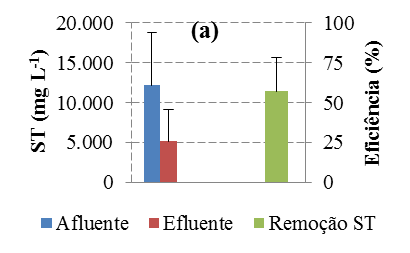 (a)
ST (mg L-1)
20.000
15.000
10.000
5.000
0
100
75
50
25
0
Eficiência (%)
Afluente Efluente Remoção ST